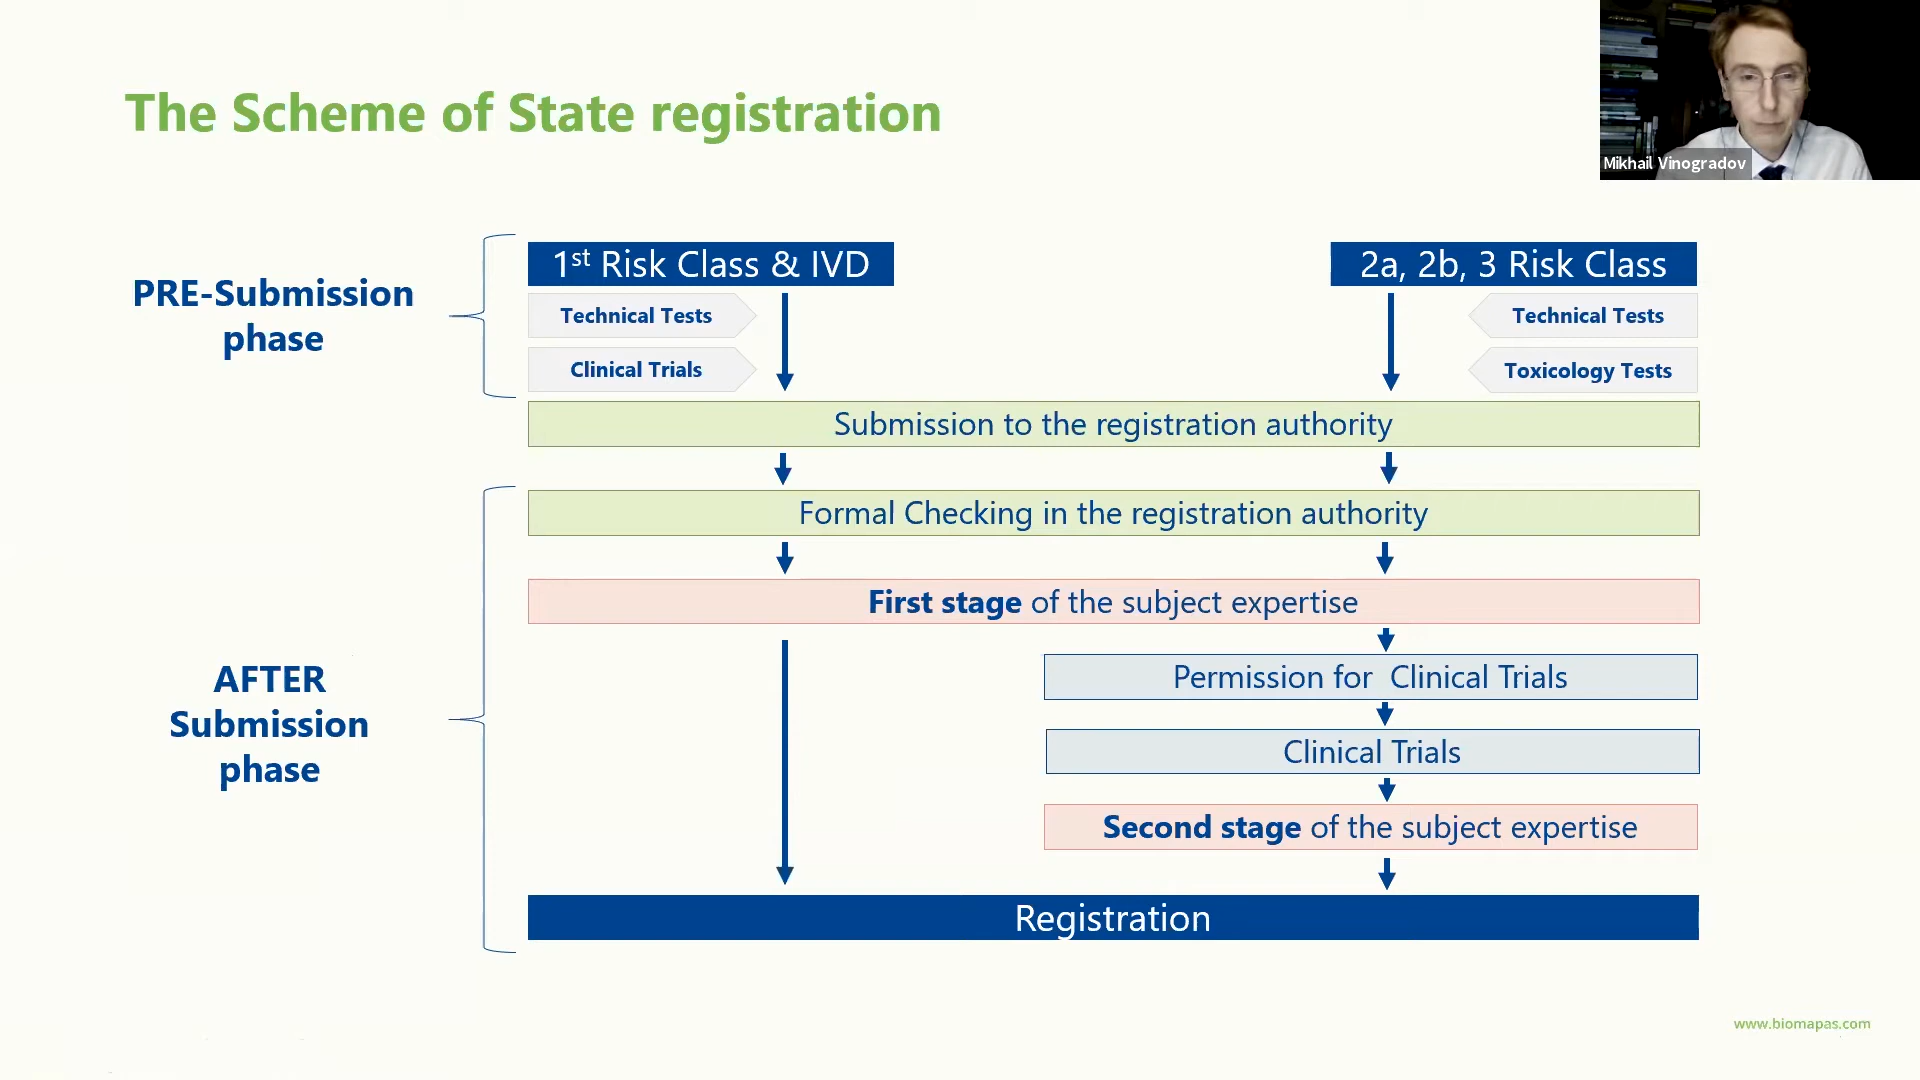 The Scheme of State registration
Mikhail Vinogradov
PRE-Submission
phase
1st Risk Class & IVD
2a, 2b, 3 Risk Class
Technical Tests
Technical Tests
Clinical Trials
Toxicology Tests
Submission to the registration authority
Formal Checking in the registration authority
First stage of the subject expertise
AFTER
Submission
phase
Permission for  Clinical Trials
Clinical Trials
Second stage of the subject expertise
Registration
www.biomapas.com